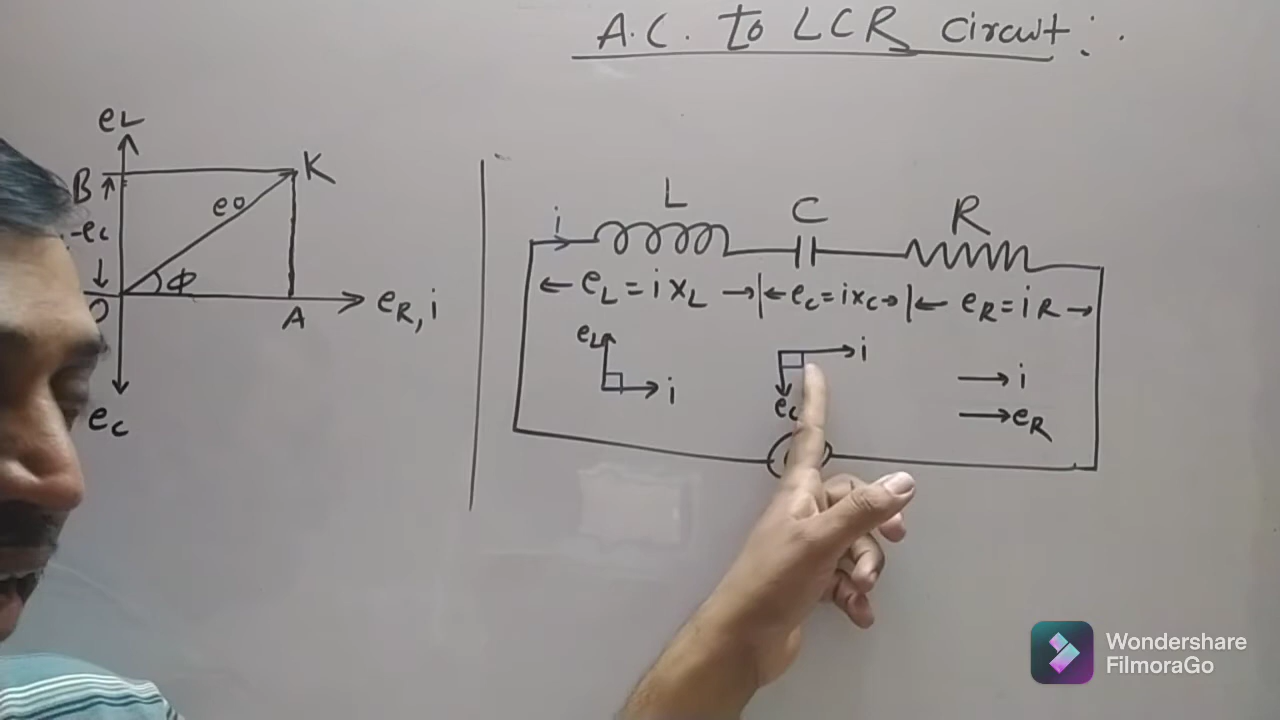 A.C. to LCR circuit :.
eL
B
K
e0
-ec
ϕ
O
A
eR, i
ec
L
C
R
i
eL = i xL
ec = i xc
eR = i R
eL
i
i
ec
i
eR
Wondershare
FilmoraGo